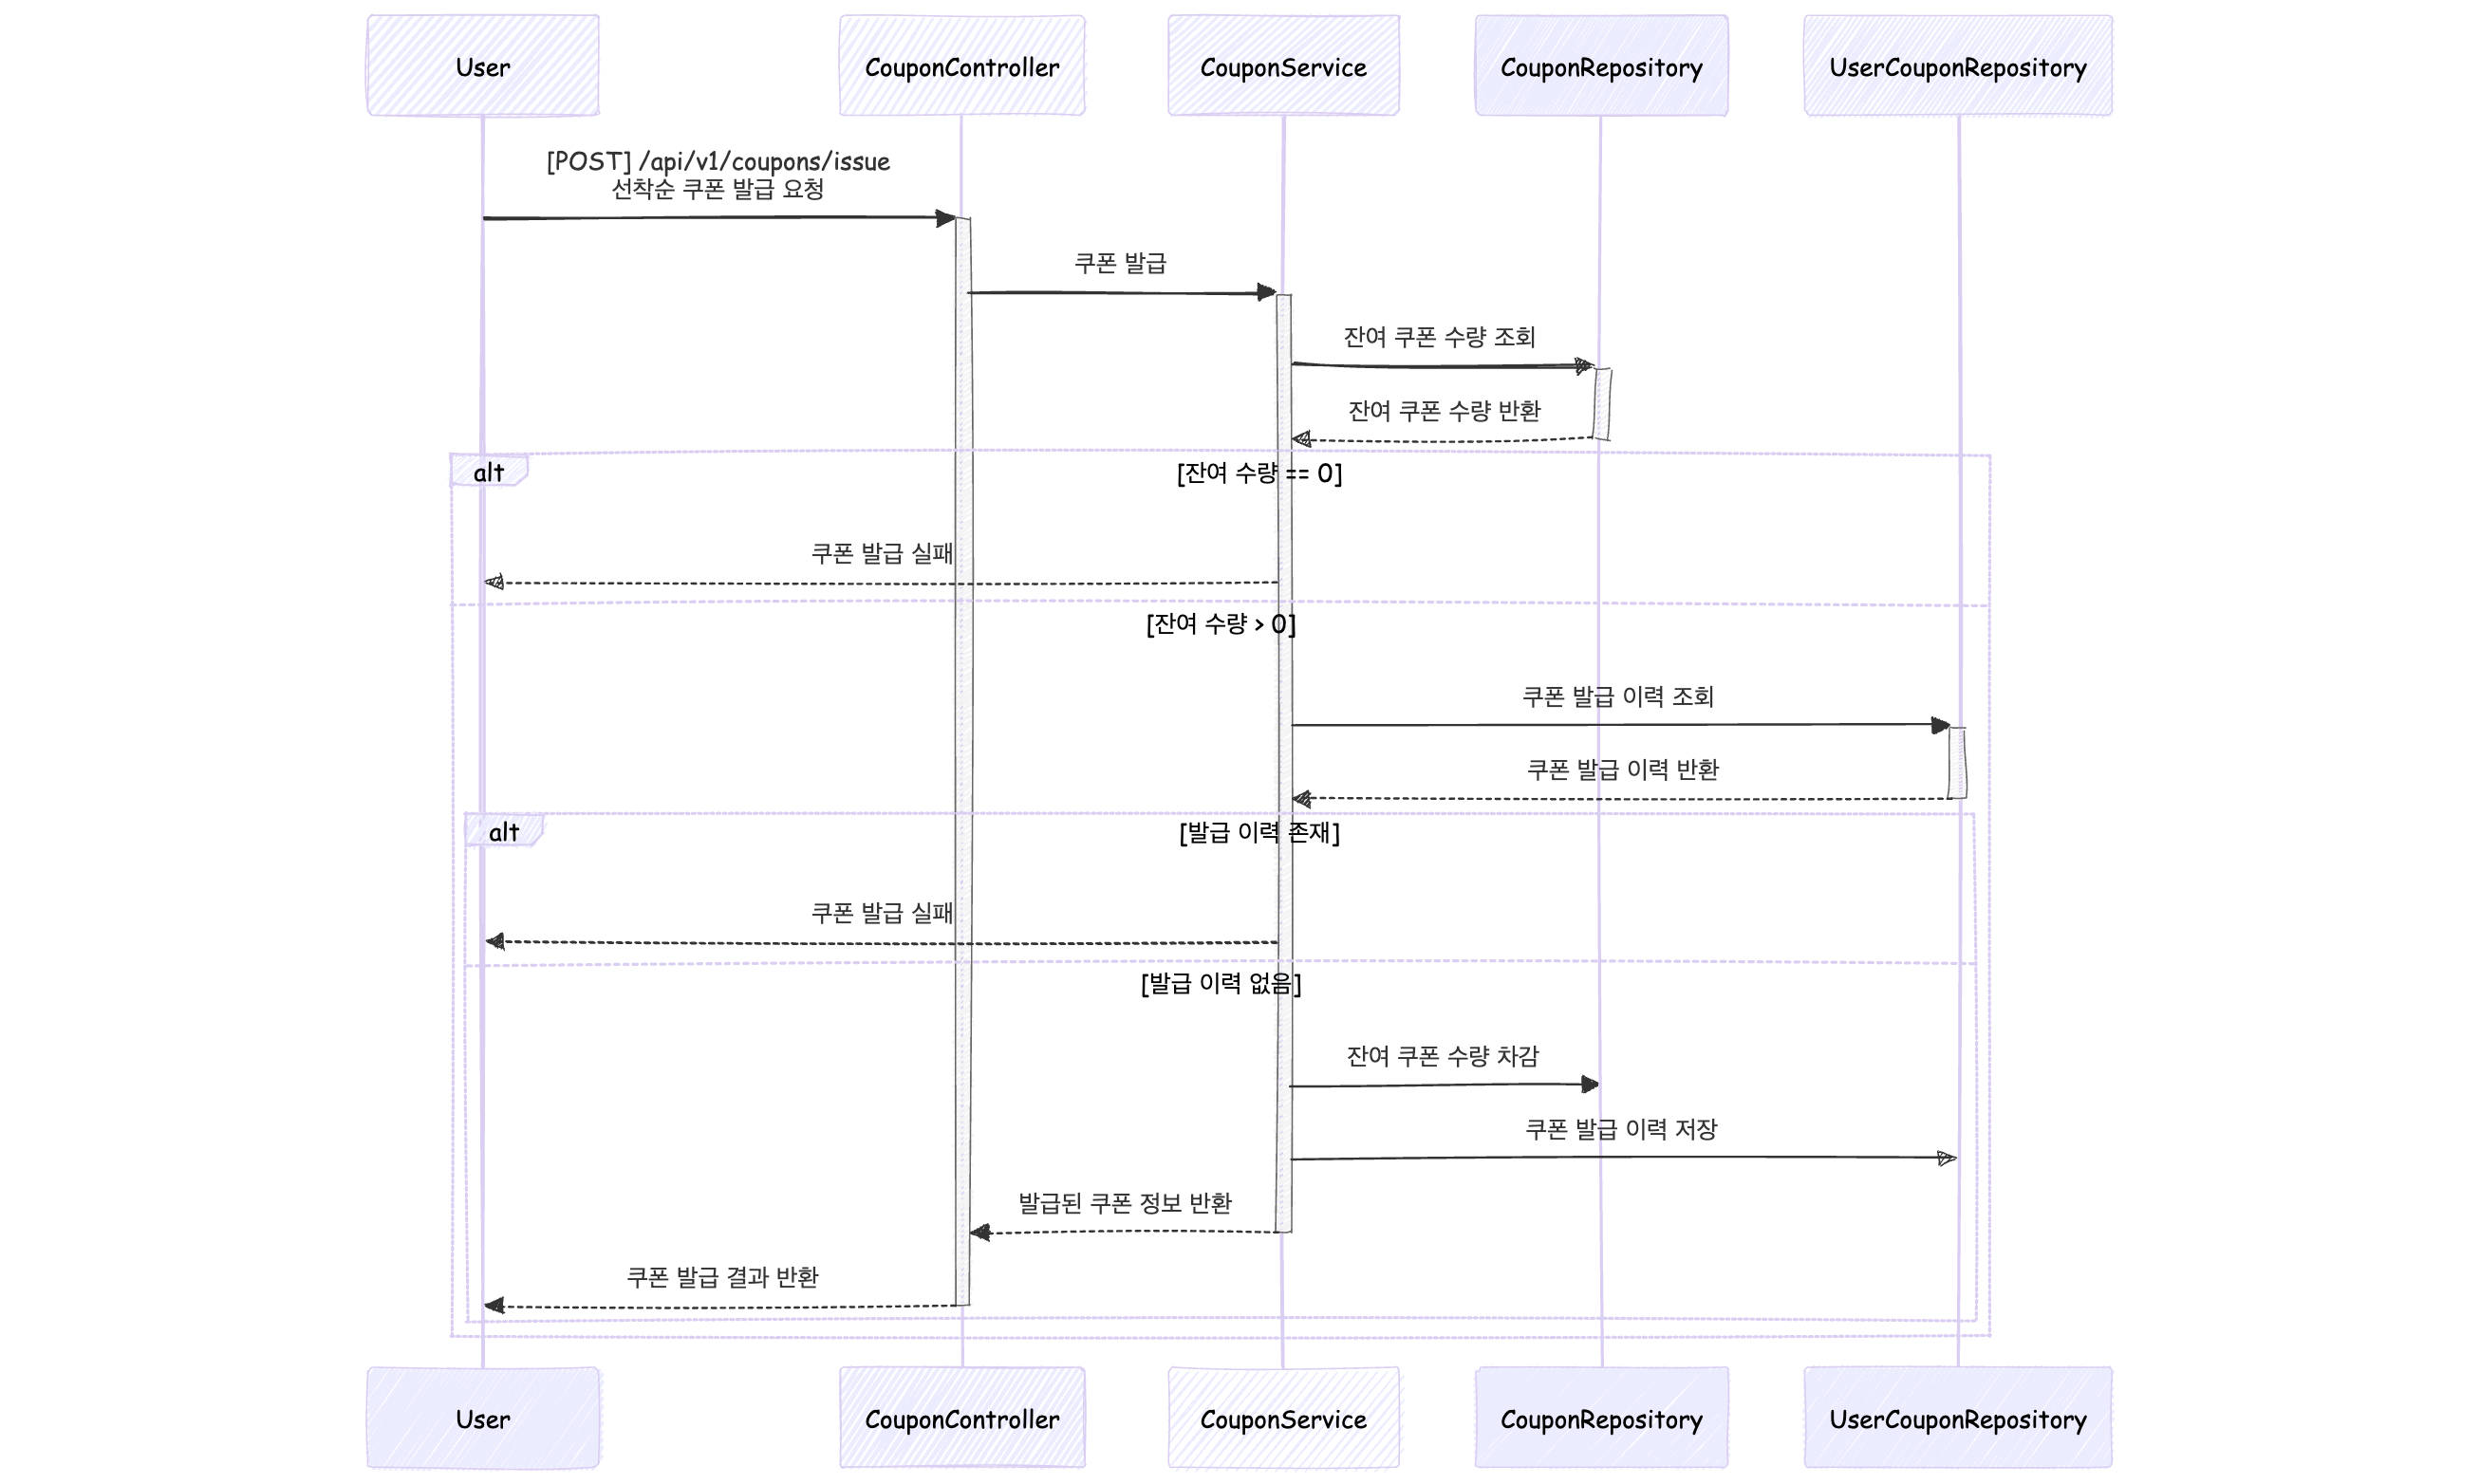 User
CouponController
CouponService
CouponRepository
UserCouponRepository
[POST] /api/v1/coupons/issue
선착순 쿠폰 발급 요청
쿠폰 발급
잔여 쿠폰 수량 조회
잔여 쿠폰 수량 반환
alt
[잔여 수량 == 0]
쿠폰 발급 실패
[잔여 수량 > 0]
쿠폰 발급 이력 조회
쿠폰 발급 이력 반환
alt
[발급 이력 존재]
쿠폰 발급 실패
[발급 이력 없음]
잔여 쿠폰 수량 차감
쿠폰 발급 이력 저장
발급된 쿠폰 정보 반환
쿠폰 발급 결과 반환
User
CouponController
CouponService
CouponRepository
UserCouponRepository